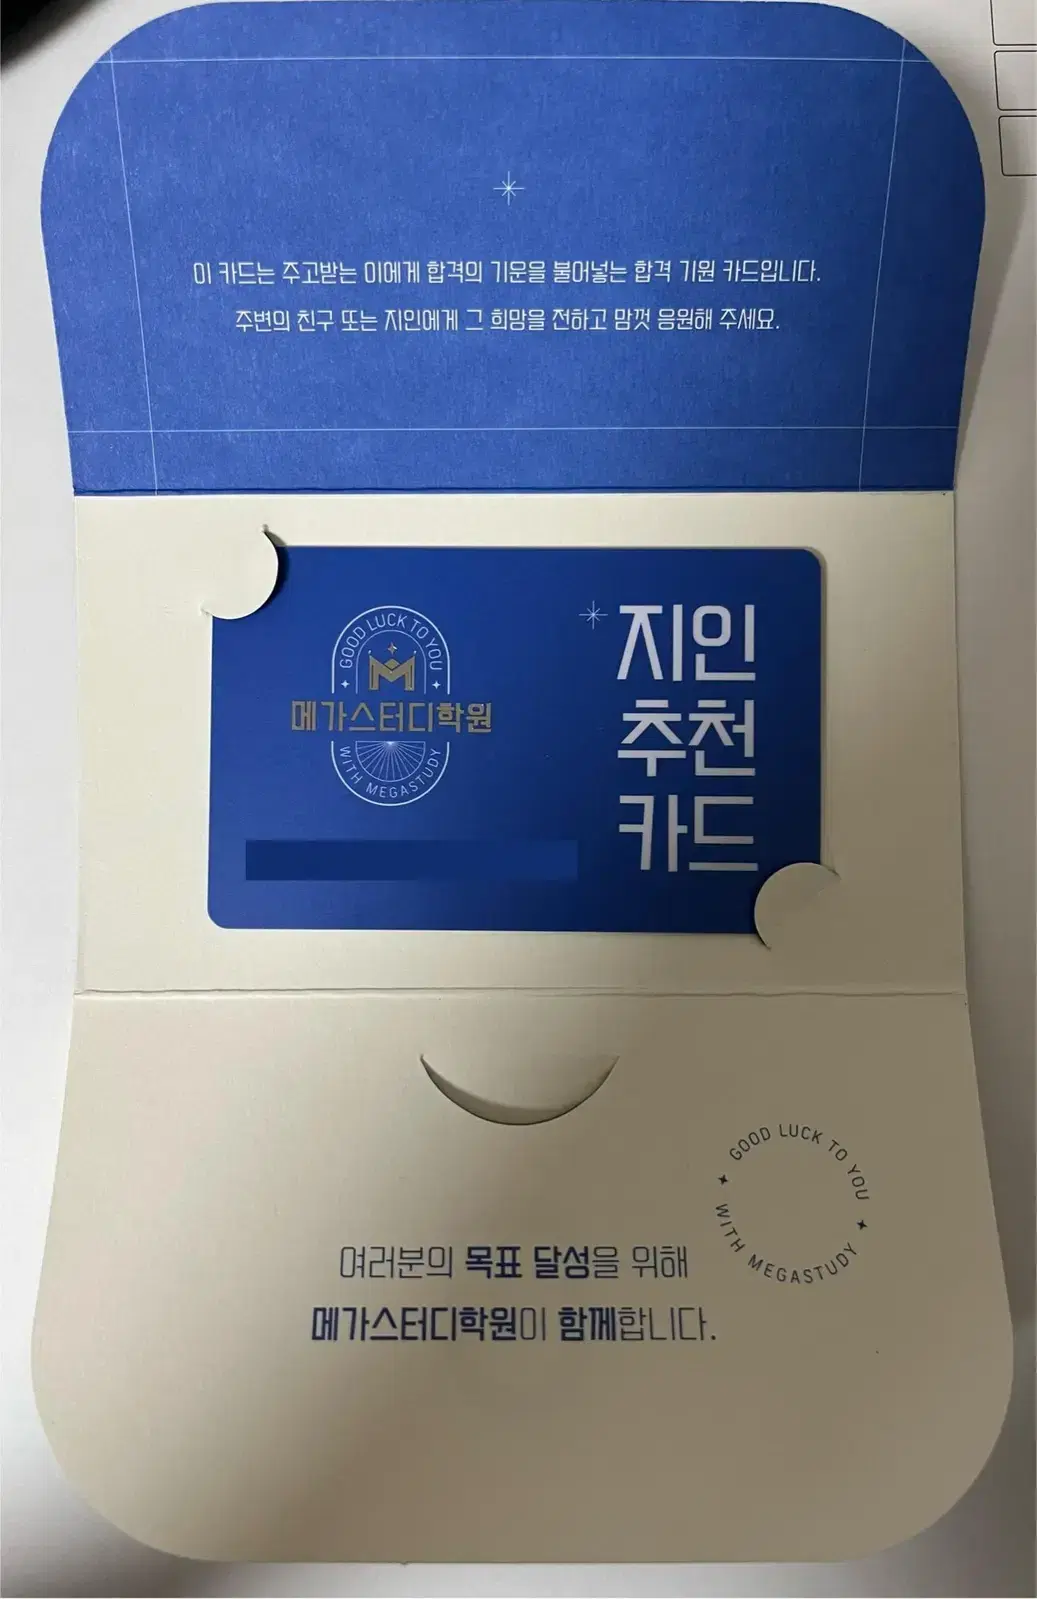 이 카드는 주고받는 이에게 합격의 기운을 불어넣는 합격 기원 카드입니다.
주변의 친구 또는 지인에게 그 희망을 전하고 맘껏 응원해 주세요.
GOOD LUCK TO YOU
메가스터디학원
WITH MEGASTUDY
지인
추천
카드
GOOD LUCK TO YOU
WITH MEGASTUDY
여러분의 목표 달성을 위해
메가스터디학원이 함께합니다.